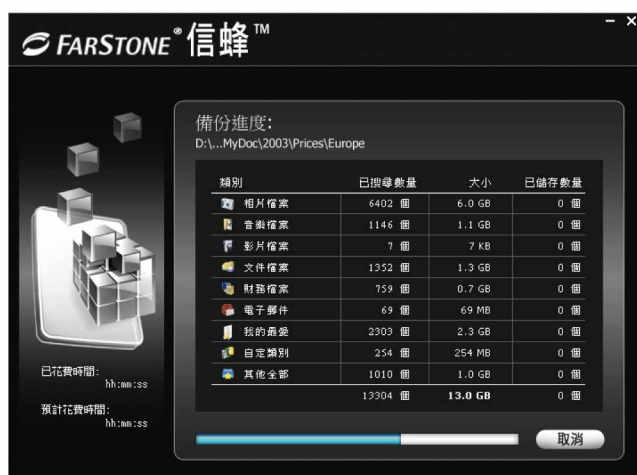 FARSTONE®信蜂™
備份進度:
D:\...MyDoc\2003\Prices\Europe
類別 已搜尋數量 大小 已儲存數量
相片檔案 6402 個 6.0 GB 0 個
音樂檔案 1146 個 1.1 GB 0 個
影片檔案 7 個 7 KB 0 個
文件檔案 1352 個 1.3 GB 0 個
財務檔案 759 個 0.7 GB 0 個
電子郵件 69 個 69 MB 0 個
我的最愛 2303 個 2.3 GB 0 個
自定類別 254 個 254 MB 0 個
其他全部 1010 個 1.0 GB 0 個
13304 個 13.0 GB 0 個
已花費時間:
hh:mm:ss
預計花費時間:
hh:mm:ss
取消